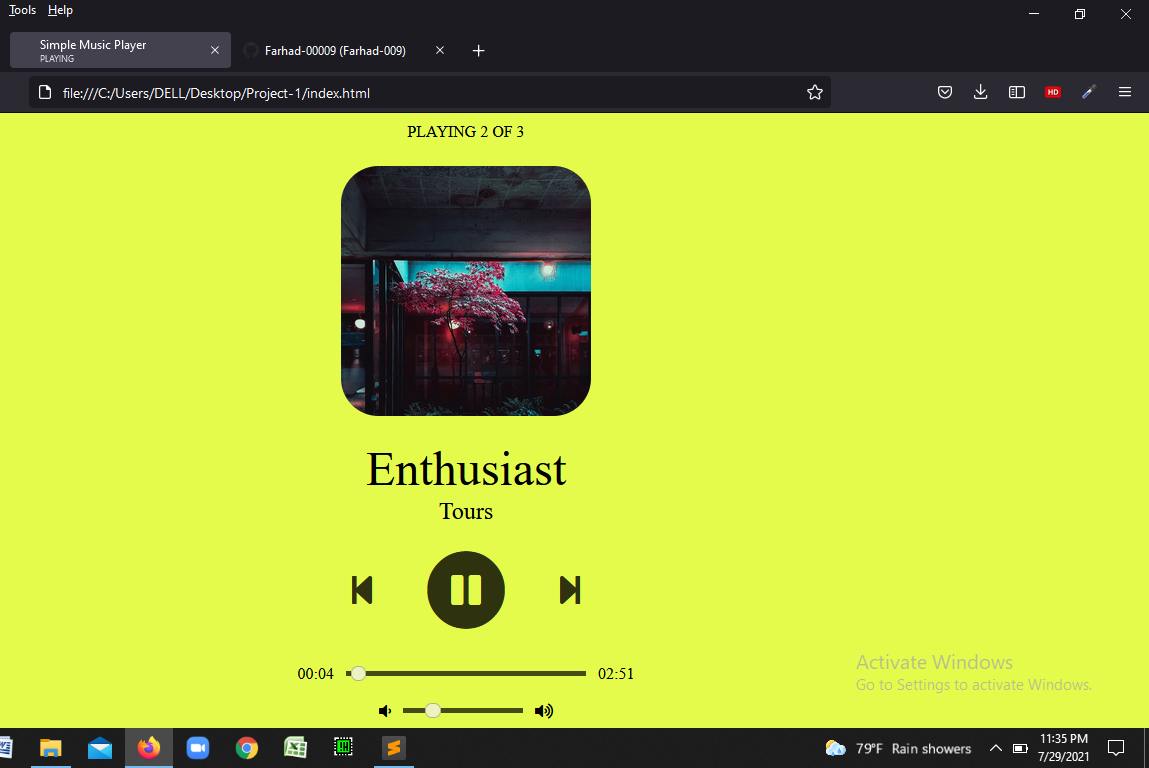 Tools Help
Simple Music Player
PLAYING
Farhad-00009 (Farhad-009)
file:///C:/Users/DELL/Desktop/Project-1/index.html
HD
PLAYING 2 OF 3
Enthusiast
Tours
00:04 02:51
Activate Windows
Go to Settings to activate Windows.
79°F Rain showers
11:35 PM
7/29/2021